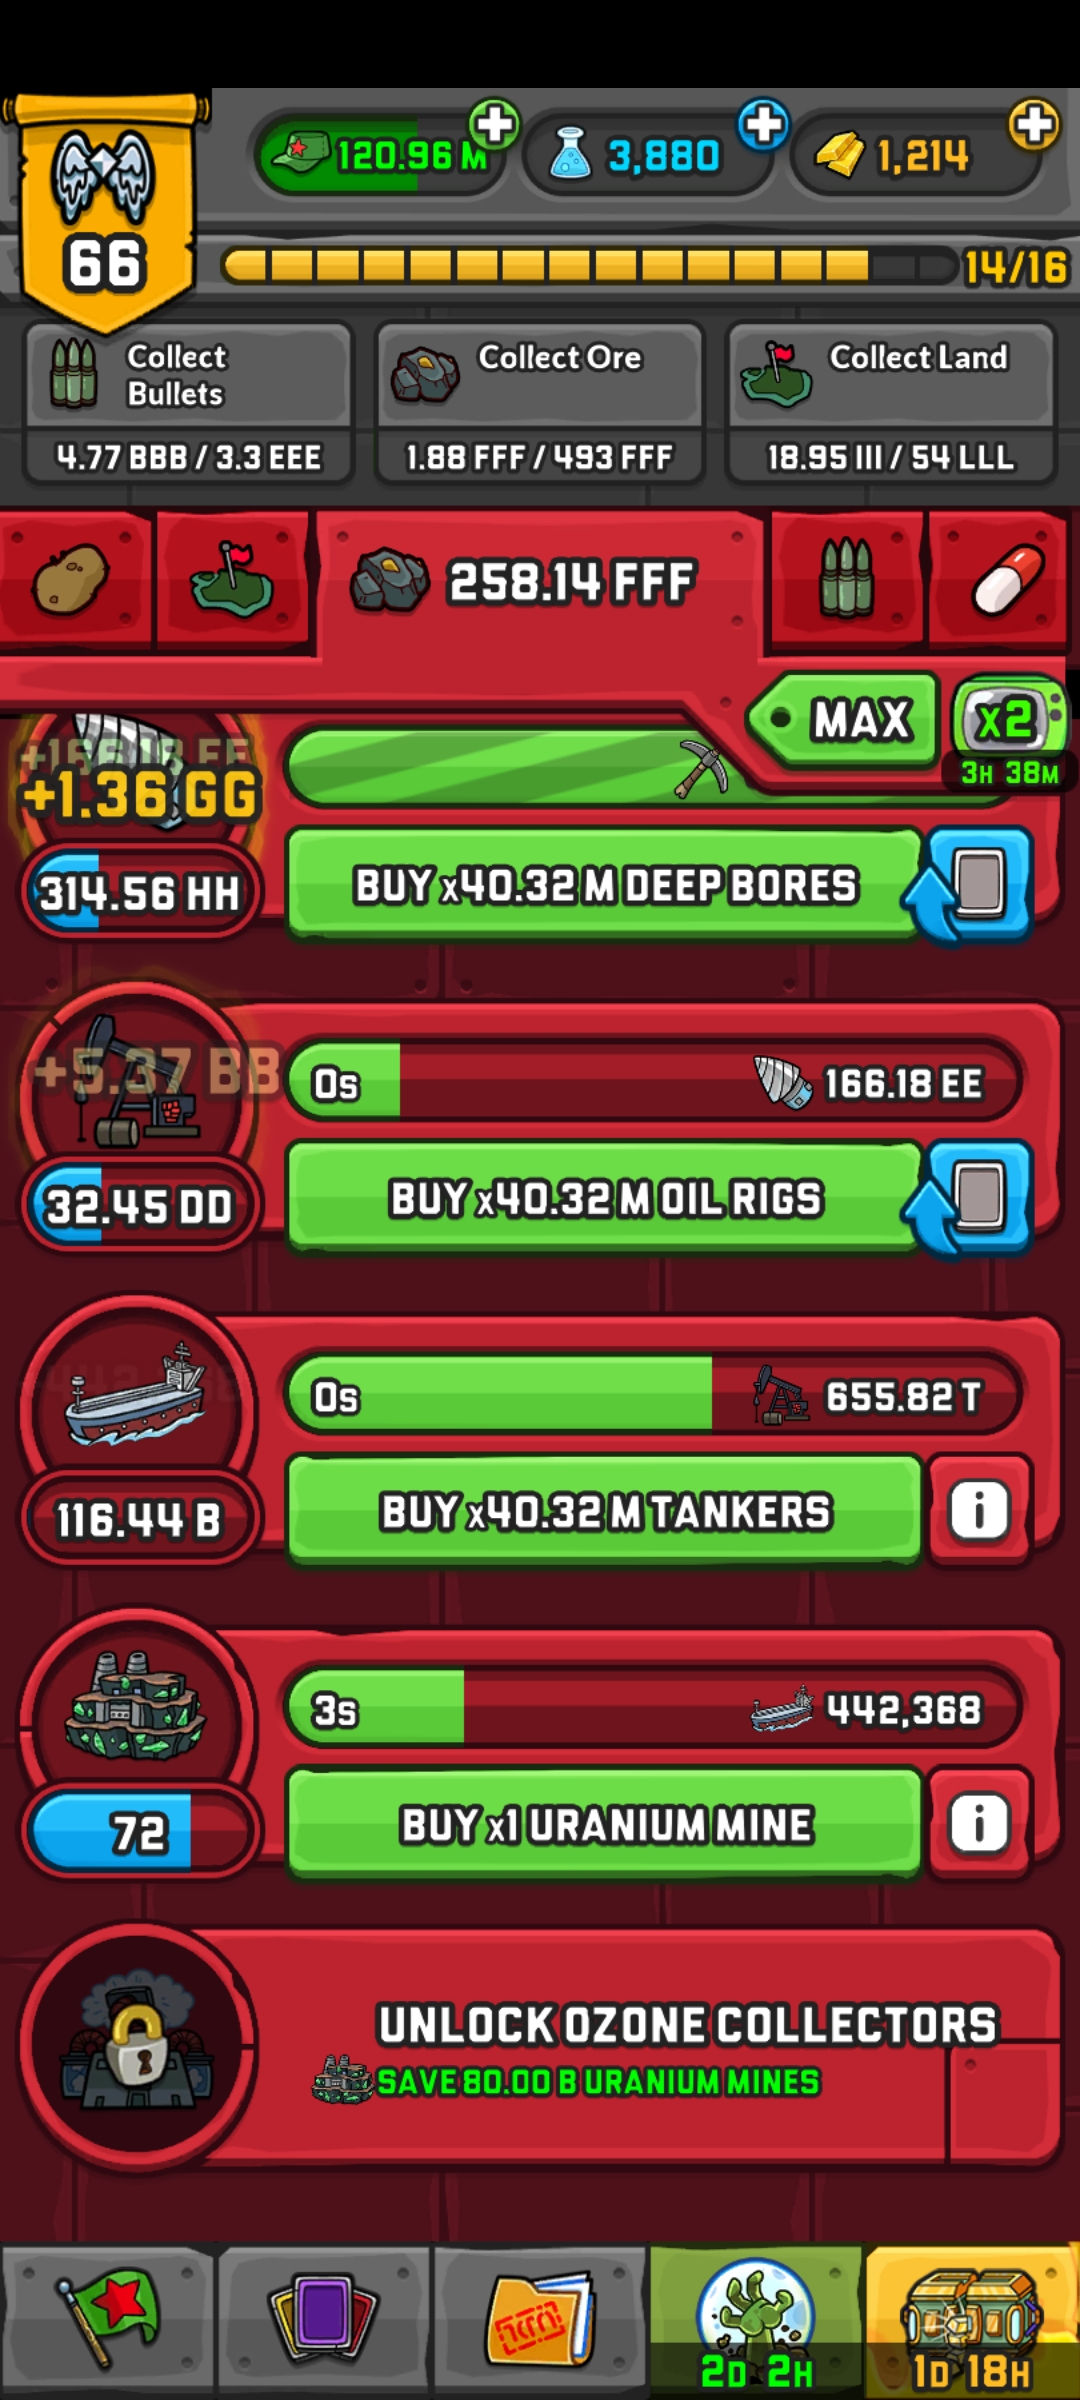 120.96 M
3,880
1,214
66
14/16
Collect
Bullets
4.77 BBB / 3.3 EEE
Collect Ore
1.88 FFF / 493 FFF
Collect Land
18.95 III / 54 LLL
258.14 FFF
MAX
x2
3H 38M
+166.18 EE
+1.36 GG
314.56 HH
BUY x40.32 M DEEP BORES
+5.37 BB
0s
166.18 EE
32.45 DD
BUY x40.32 M OIL RIGS
0s
655.82 T
116.44 B
BUY x40.32 M TANKERS
i
3s
442,368
72
BUY x1 URANIUM MINE
i
UNLOCK OZONE COLLECTORS
SAVE 80.00 B URANIUM MINES
2D 2H
1D 18H